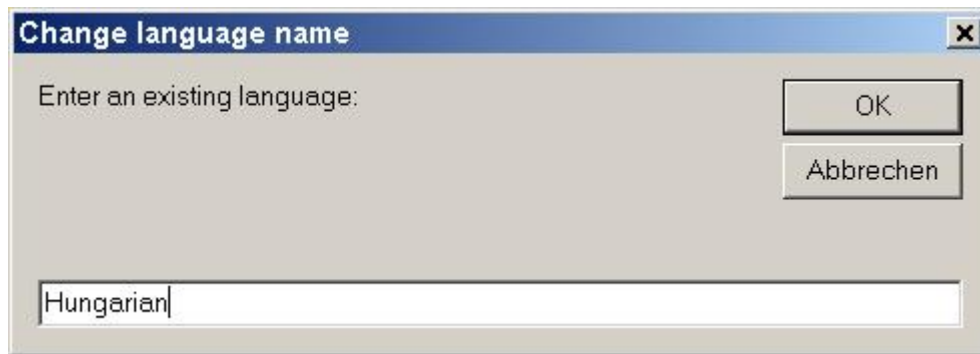 Change language name
Enter an existing language:
OK
Abbrechen
Hungarian